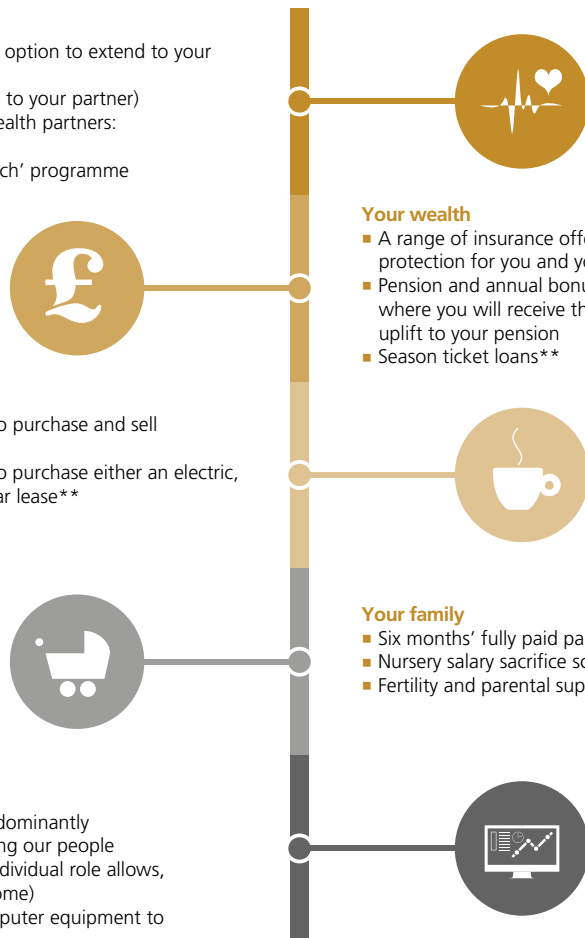 option to extend to your
to your partner)
ealth partners:
ch’ programme
£
Your wealth
▪ A range of insurance offe
protection for you and yo
▪ Pension and annual bonu
where you will receive th
uplift to your pension
▪ Season ticket loans**
o purchase and sell
o purchase either an electric,
ar lease**
Your family
▪ Six months’ fully paid pa
▪ Nursery salary sacrifice sc
▪ Fertility and parental sup
dominantly
ng our people
dividual role allows,
ome)
puter equipment to